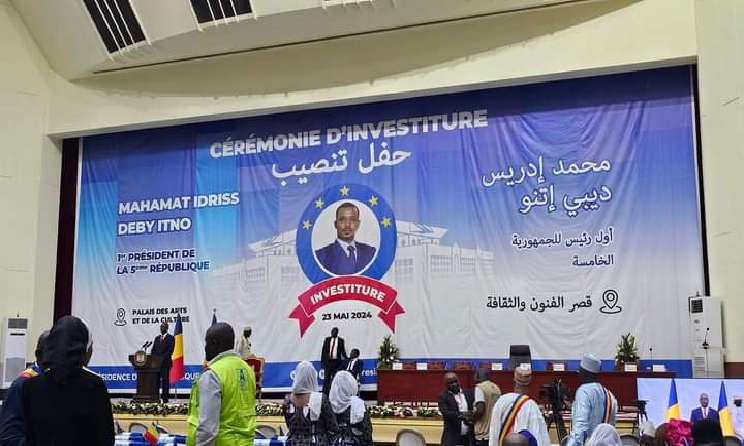 CÉRÉMONIE D'INVESTITURE
حفل تنصيب
MAHAMAT IDRISS
DEBY ITNO
1er PRÉSIDENT DE
LA 5ème RÉPUBLIQUE
PALAIS DES ARTS
ET DE LA CULTURE
محمد إدريس
ديبي إتنو
أول رئيس للجمهورية
الخامسة
قصر الفنون والثقافة
INVESTITURE
23 MAI 2024